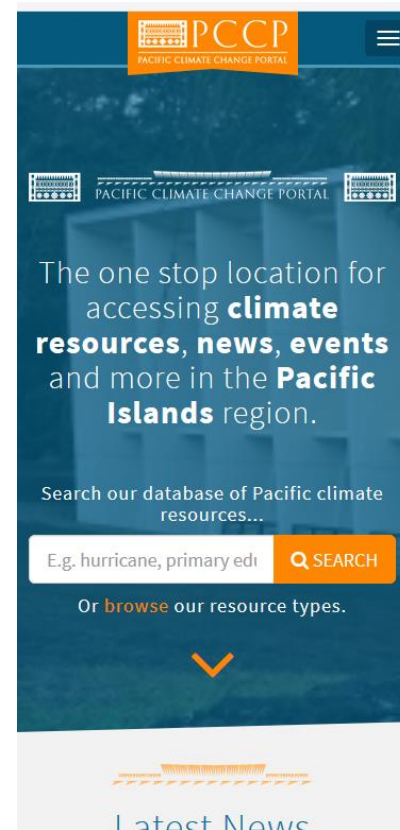 PCCP
PACIFIC CLIMATE CHANGE PORTAL
PACIFIC CLIMATE CHANGE PORTAL
The one stop location for
accessing climate
resources, news, events
and more in the Pacific
Islands region.
Search our database of Pacific climate
resources...
E.g. hurricane, primary edu
SEARCH
Or browse our resource types.
Latest News